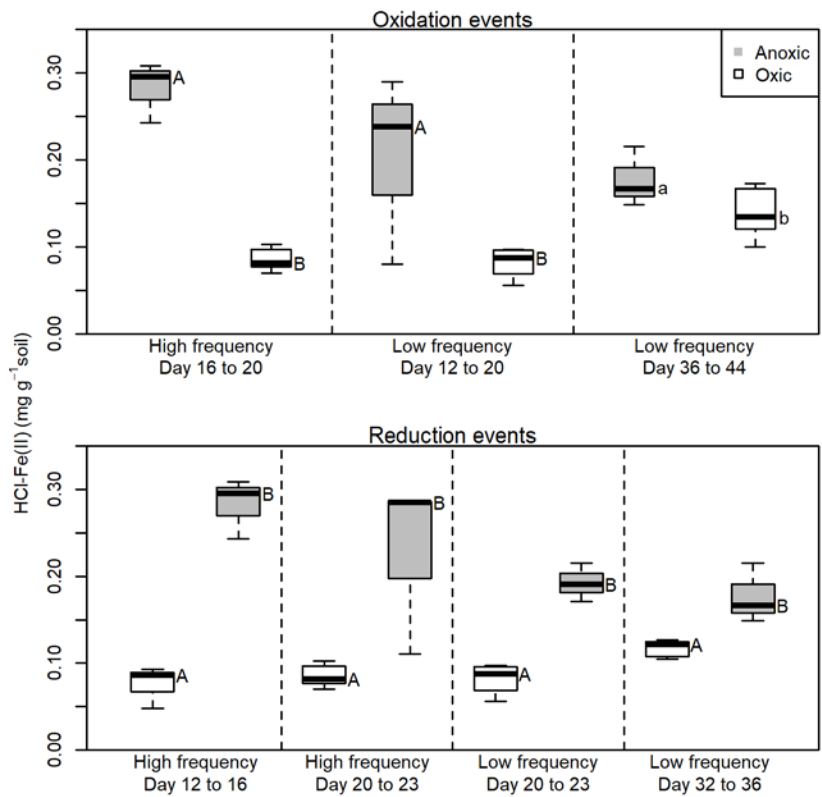 Oxidation events
Anoxic
Oxic
0.30
0.20
0.10
0.00
A
B
A
B
a
b
High frequency
Day 16 to 20
Low frequency
Day 12 to 20
Low frequency
Day 36 to 44
HCl-Fe(II) (mg g⁻¹soil)
Reduction events
0.30
0.20
0.10
0.00
A
B
A
B
A
B
A
B
High frequency
Day 12 to 16
High frequency
Day 20 to 23
Low frequency
Day 20 to 23
Low frequency
Day 32 to 36